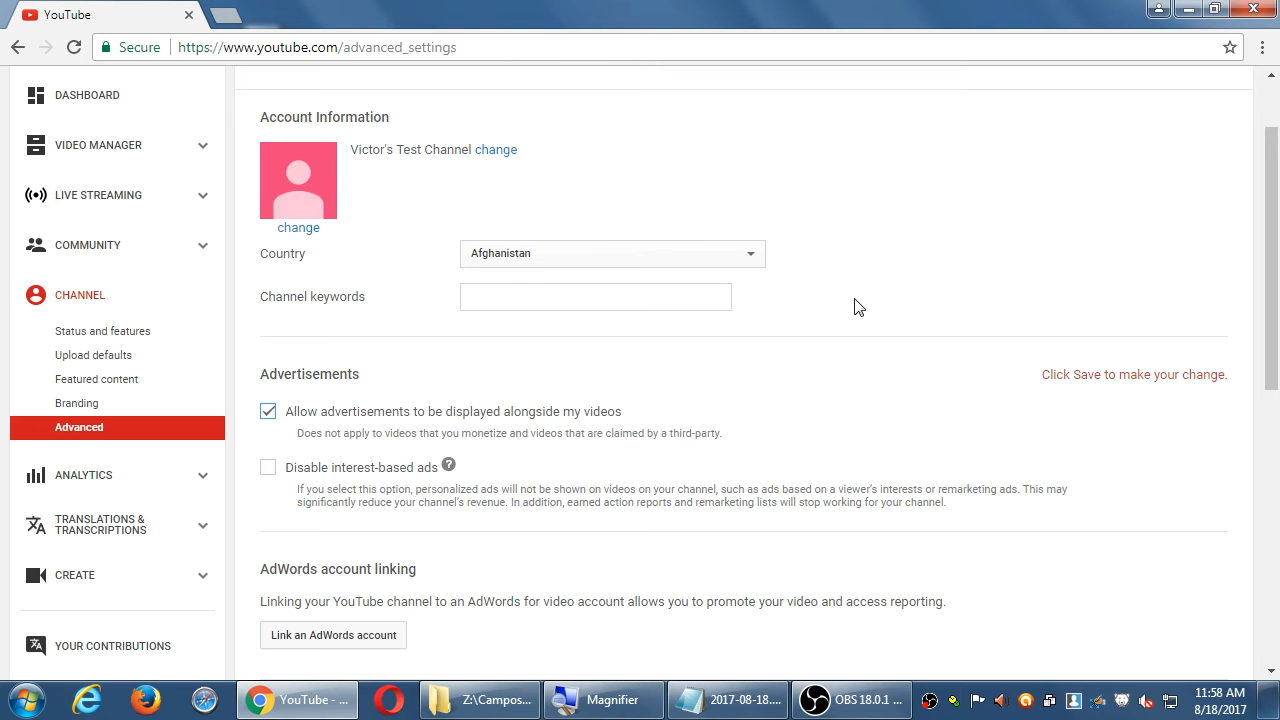 YouTube
Secure
https://www.youtube.com/advanced_settings
DASHBOARD
VIDEO MANAGER
LIVE STREAMING
COMMUNITY
CHANNEL
Status and features
Upload defaults
Featured content
Branding
Advanced
ANALYTICS
TRANSLATIONS &
TRANSCRIPTIONS
CREATE
YOUR CONTRIBUTIONS
Account Information
Victor's Test Channel change
change
Country
Afghanistan
Channel keywords
Advertisements
Click Save to make your change.
Allow advertisements to be displayed alongside my videos
Does not apply to videos that you monetize and videos that are claimed by a third-party.
Disable interest-based ads ?
If you select this option, personalized ads will not be shown on videos on your channel, such as ads based on a viewer's interests or remarketing ads. This may
significantly reduce your channel's revenue. In addition, earned action reports and remarketing lists will stop working for your channel.
AdWords account linking
Linking your YouTube channel to an AdWords for video account allows you to promote your video and access reporting.
Link an AdWords account
YouTube - ...
Z:\Campos...
Magnifier
2017-08-18....
OBS 18.0.1 ...
11:58 AM
8/18/2017